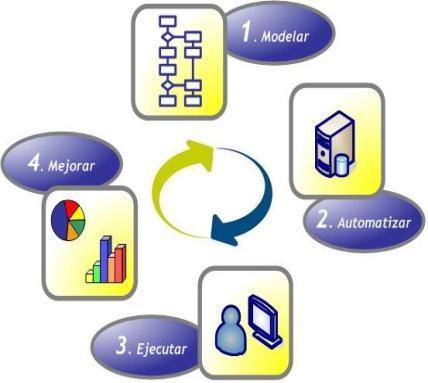 1. Modelar
2. Automatizar
3. Ejecutar
4. Mejorar